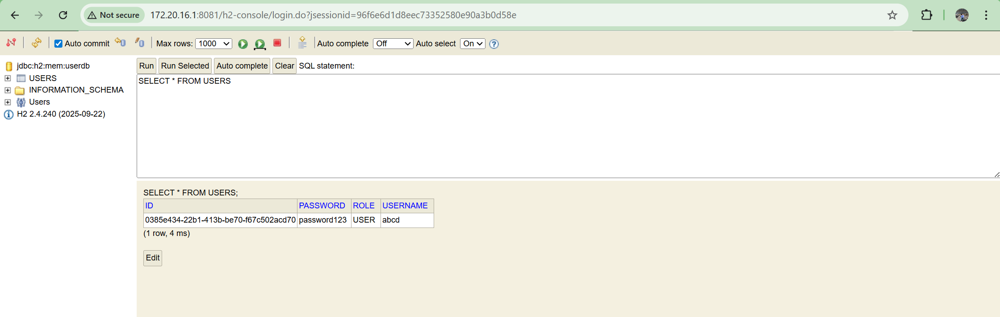 Not secure 172.20.16.1:8081/h2-console/login.do?jsessionid=96f6e6d1d8eec73352580e90a3b0d58e
Auto commit Max rows: 1000 Auto complete Off Auto select On
jdbc:h2:mem:userdb
USERS
INFORMATION_SCHEMA
Users
H2 2.4.240 (2025-09-22)
Run Run Selected Auto complete Clear SQL statement:
SELECT * FROM USERS
SELECT * FROM USERS;
ID PASSWORD ROLE USERNAME
0385e434-22b1-413b-be70-f67c502acd70 password123 USER abcd
(1 row, 4 ms)
Edit